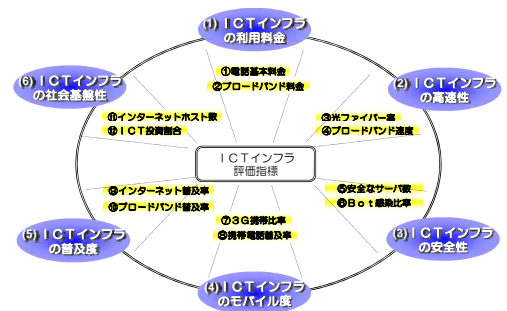 (1) ＩＣＴインフラ
の利用料金
①電話基本料金
②ブロードバンド料金
(2) ＩＣＴインフラ
の高速性
③光ファイバー率
④ブロードバンド速度
(3) ＩＣＴインフラ
の安全性
⑤安全なサーバ数
⑥Ｂｏｔ感染比率
(4) ＩＣＴインフラ
のモバイル度
⑦３Ｇ携帯比率
⑧携帯電話普及率
(5) ＩＣＴインフラ
の普及度
⑨インターネット普及率
⑩ブロードバンド普及率
(6) ＩＣＴインフラ
の社会基盤性
⑪インターネットホスト数
⑫ＩＣＴ投資割合
ＩＣＴインフラ
評価指標